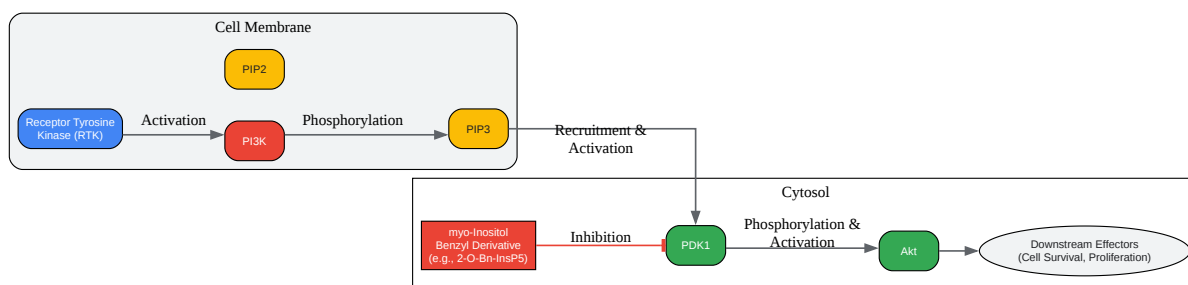 Cell Membrane
PIP2
Receptor Tyrosine
Kinase (RTK)
Activation
PI3K
Phosphorylation
PIP3
Recruitment &
Activation
Cytosol
myo-Inositol
Benzyl Derivative
(e.g., 2-O-Bn-InsP5)
Inhibition
PDK1
Phosphorylation &
Activation
Akt
Downstream Effectors
(Cell Survival, Proliferation)